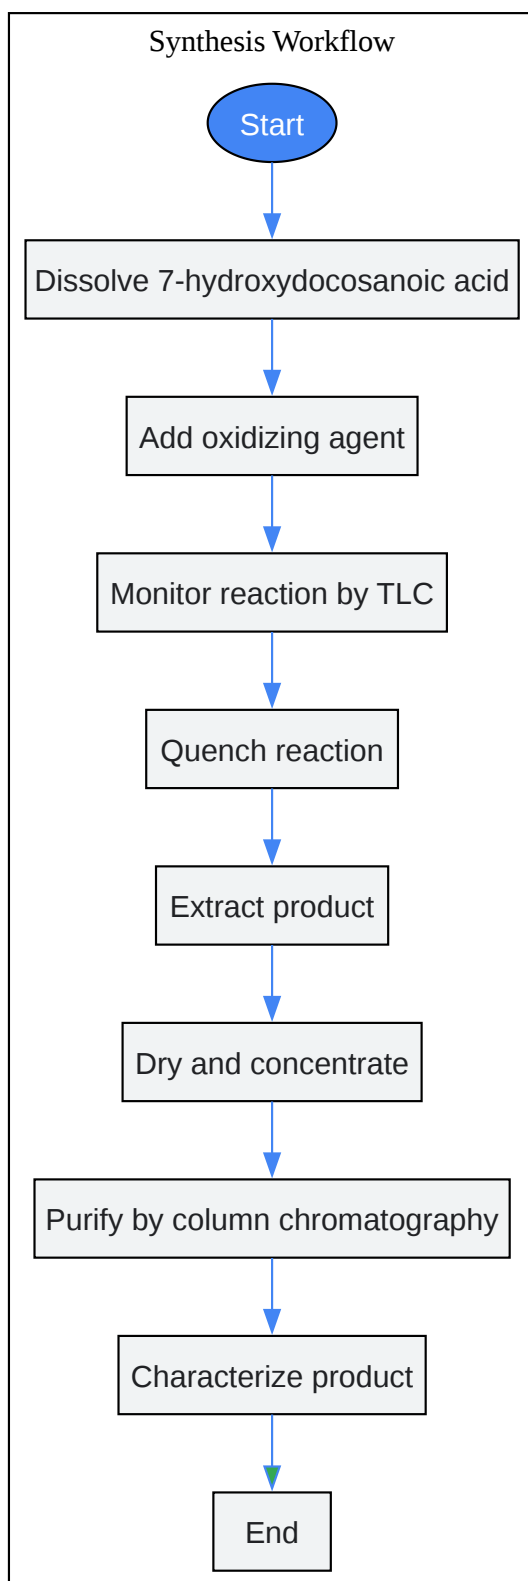 Synthesis Workflow
Start
Dissolve 7-hydroxydocosanoic acid
Add oxidizing agent
Monitor reaction by TLC
Quench reaction
Extract product
Dry and concentrate
Purify by column chromatography
Characterize product
End